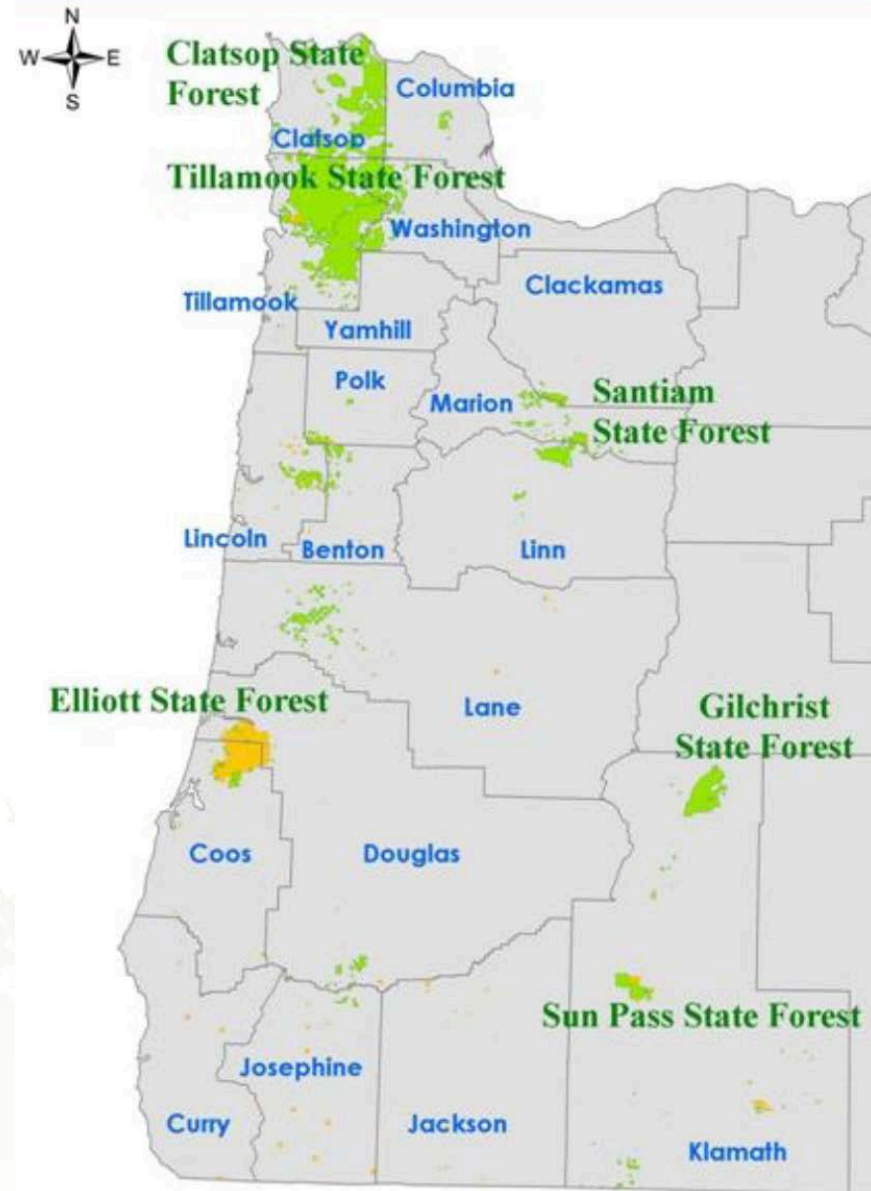 N
W E
S
Clatsop State
Forest
Columbia
Clatsop
Tillamook State Forest
Washington
Tillamook
Clackamas
Yamhill
Polk
Marion
Santiam
State Forest
Lincoln
Benton
Linn
Elliott State Forest
Lane
Gilchrist
State Forest
Coos
Douglas
Sun Pass State Forest
Josephine
Curry
Jackson
Klamath